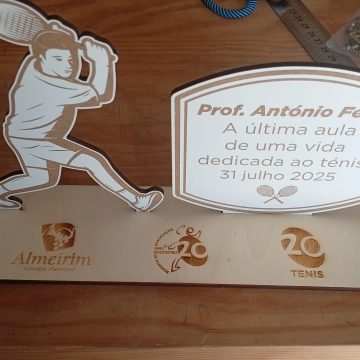 Prof. António Fe
A última aula
de uma vida
dedicada ao ténis
31 julho 2025
Almeirim
Câmara Municipal
20
20
TENIS